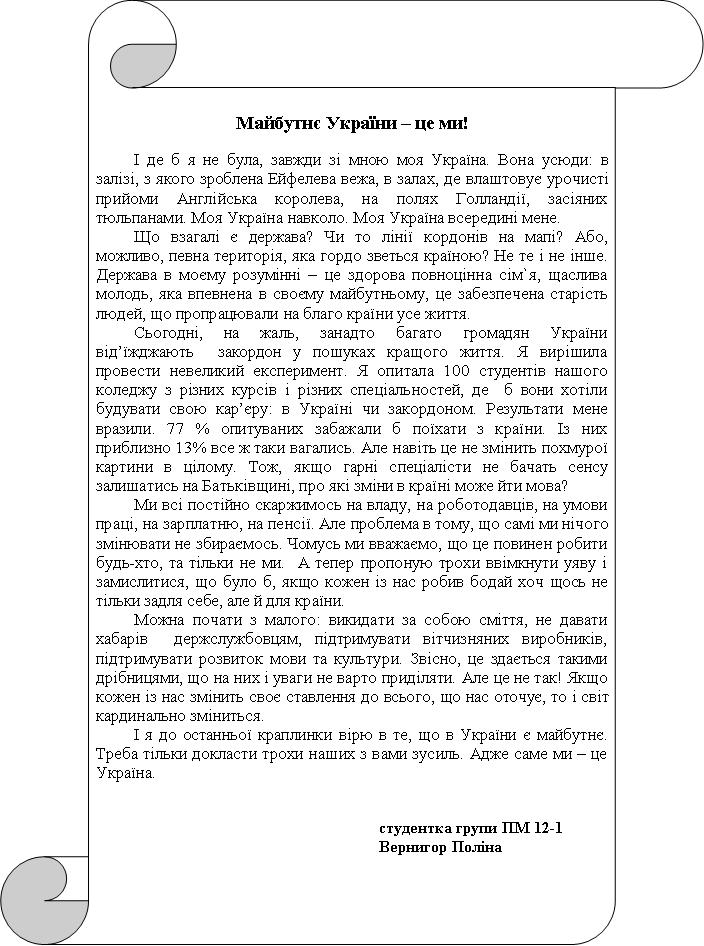 Майбутнє України – це ми!
І де б я не була, завжди зі мною моя Україна. Вона усюди: в
залізі, з якого зроблена Ейфелева вежа, в залах, де влаштовує урочисті
прийоми Англійська королева, на полях Голландії, засіяних
тюльпанами. Моя Україна навколо. Моя Україна всередині мене.
Що взагалі є держава? Чи то лінії кордонів на мапі? Або,
можливо, певна територія, яка гордо зветься країною? Не те і не інше.
Держава в моєму розумінні – це здорова повноцінна сім`я, щаслива
молодь, яка впевнена в своєму майбутньому, це забезпечена старість
людей, що пропрацювали на благо країни усе життя.
Сьогодні, на жаль, занадто багато громадян України
від’їжджають закордон у пошуках кращого життя. Я вирішила
провести невеликий експеримент. Я опитала 100 студентів нашого
коледжу з різних курсів і різних спеціальностей, де б вони хотіли
будувати свою кар’єру: в Україні чи закордоном. Результати мене
вразили. 77 % опитуваних забажали б поїхати з країни. Із них
приблизно 13% все ж таки вагались. Але навіть це не змінить похмурої
картини в цілому. Тож, якщо гарні спеціалісти не бачать сенсу
залишатись на Батьківщині, про які зміни в країні може йти мова?
Ми всі постійно скаржимось на владу, на роботодавців, на умови
праці, на зарплатню, на пенсії. Але проблема в тому, що самі ми нічого
змінювати не збираємось. Чомусь ми вважаємо, що це повинен робити
будь-хто, та тільки не ми. А тепер пропоную трохи ввімкнути уяву і
замислитися, що було б, якщо кожен із нас робив бодай хоч щось не
тільки задля себе, але й для країни.
Можна почати з малого: викидати за собою сміття, не давати
хабарів держслужбовцям, підтримувати вітчизняних виробників,
підтримувати розвиток мови та культури. Звісно, це здається такими
дрібницями, що на них і уваги не варто приділяти. Але це не так! Якщо
кожен із нас змінить своє ставлення до всього, що нас оточує, то і світ
кардинально зміниться.
І я до останньої краплинки вірю в те, що в України є майбутнє.
Треба тільки докласти трохи наших з вами зусиль. Адже саме ми – це
Україна.
студентка групи ПМ 12-1
Вернигор Поліна